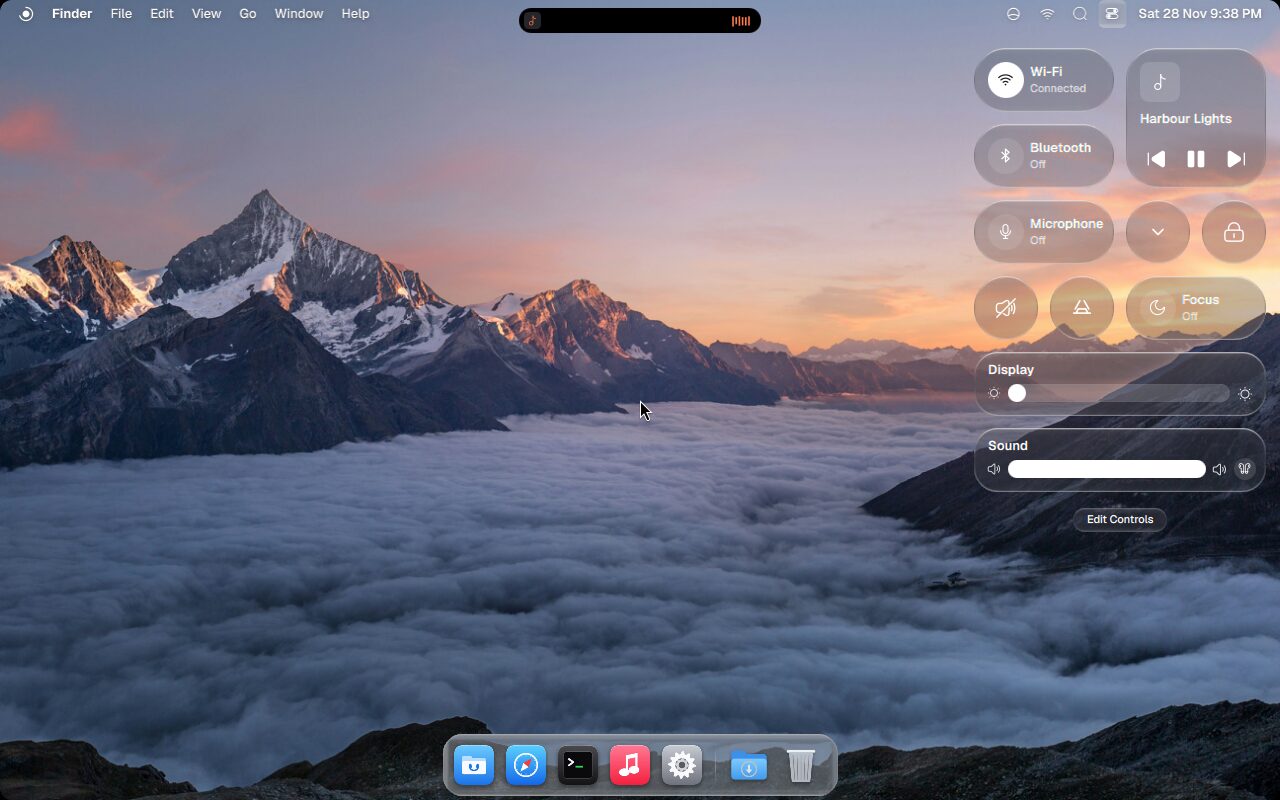 Finder File Edit View Go Window Help Sat 28 Nov 9:38 PM
Wi-Fi
Connected
Harbour Lights
Bluetooth
Off
Microphone
Off
Focus
Off
Display
Sound
Edit Controls
>_